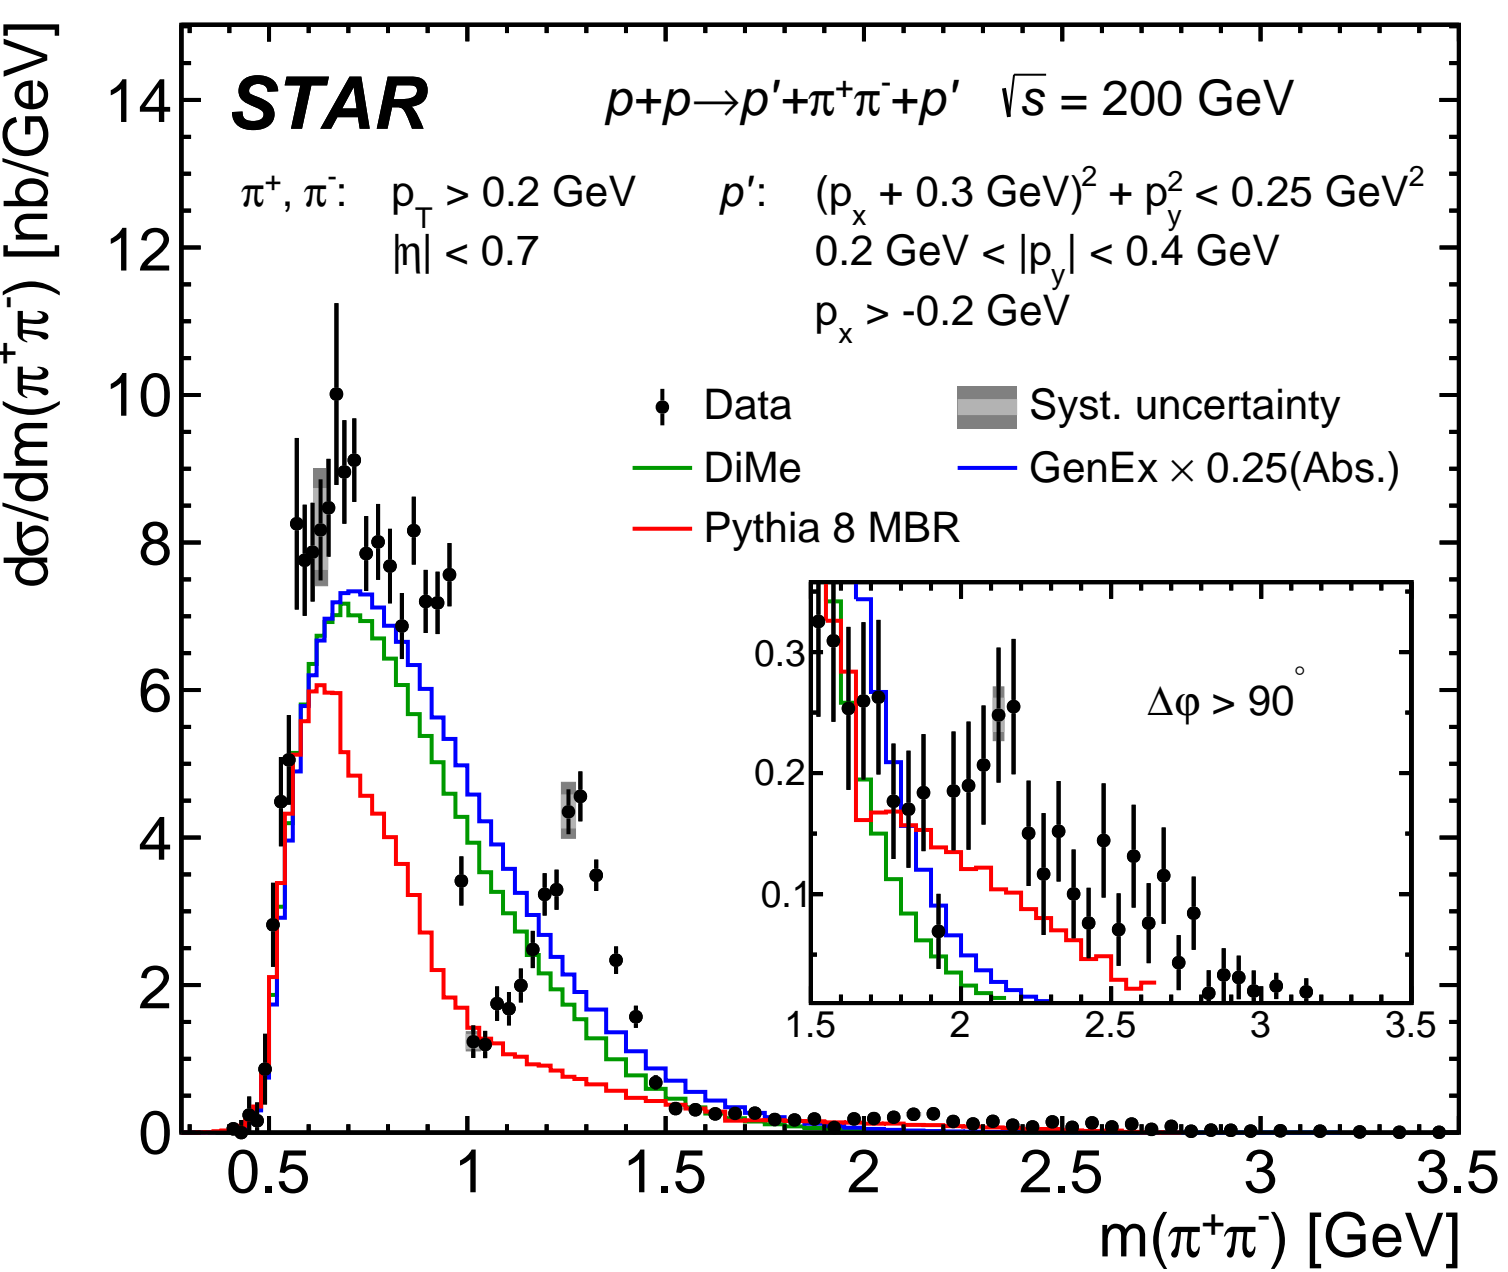 STAR p+p→p′+π⁺π⁻+p′ √s = 200 GeV
π⁺, π⁻: p_T > 0.2 GeV p′: (p_x + 0.3 GeV)² + p_y² < 0.25 GeV²
|η| < 0.7 0.2 GeV < |p_y| < 0.4 GeV
p_x > -0.2 GeV
Data Syst. uncertainty
DiMe GenEx × 0.25(Abs.)
Pythia 8 MBR
dσ/dm(π⁺π⁻) [nb/GeV]
14
12
10
8
6
4
2
0
Δφ > 90°
0.3
0.2
0.1
1.5 2 2.5 3 3.5
0.5 1 1.5 2 2.5 3 3.5
m(π⁺π⁻) [GeV]